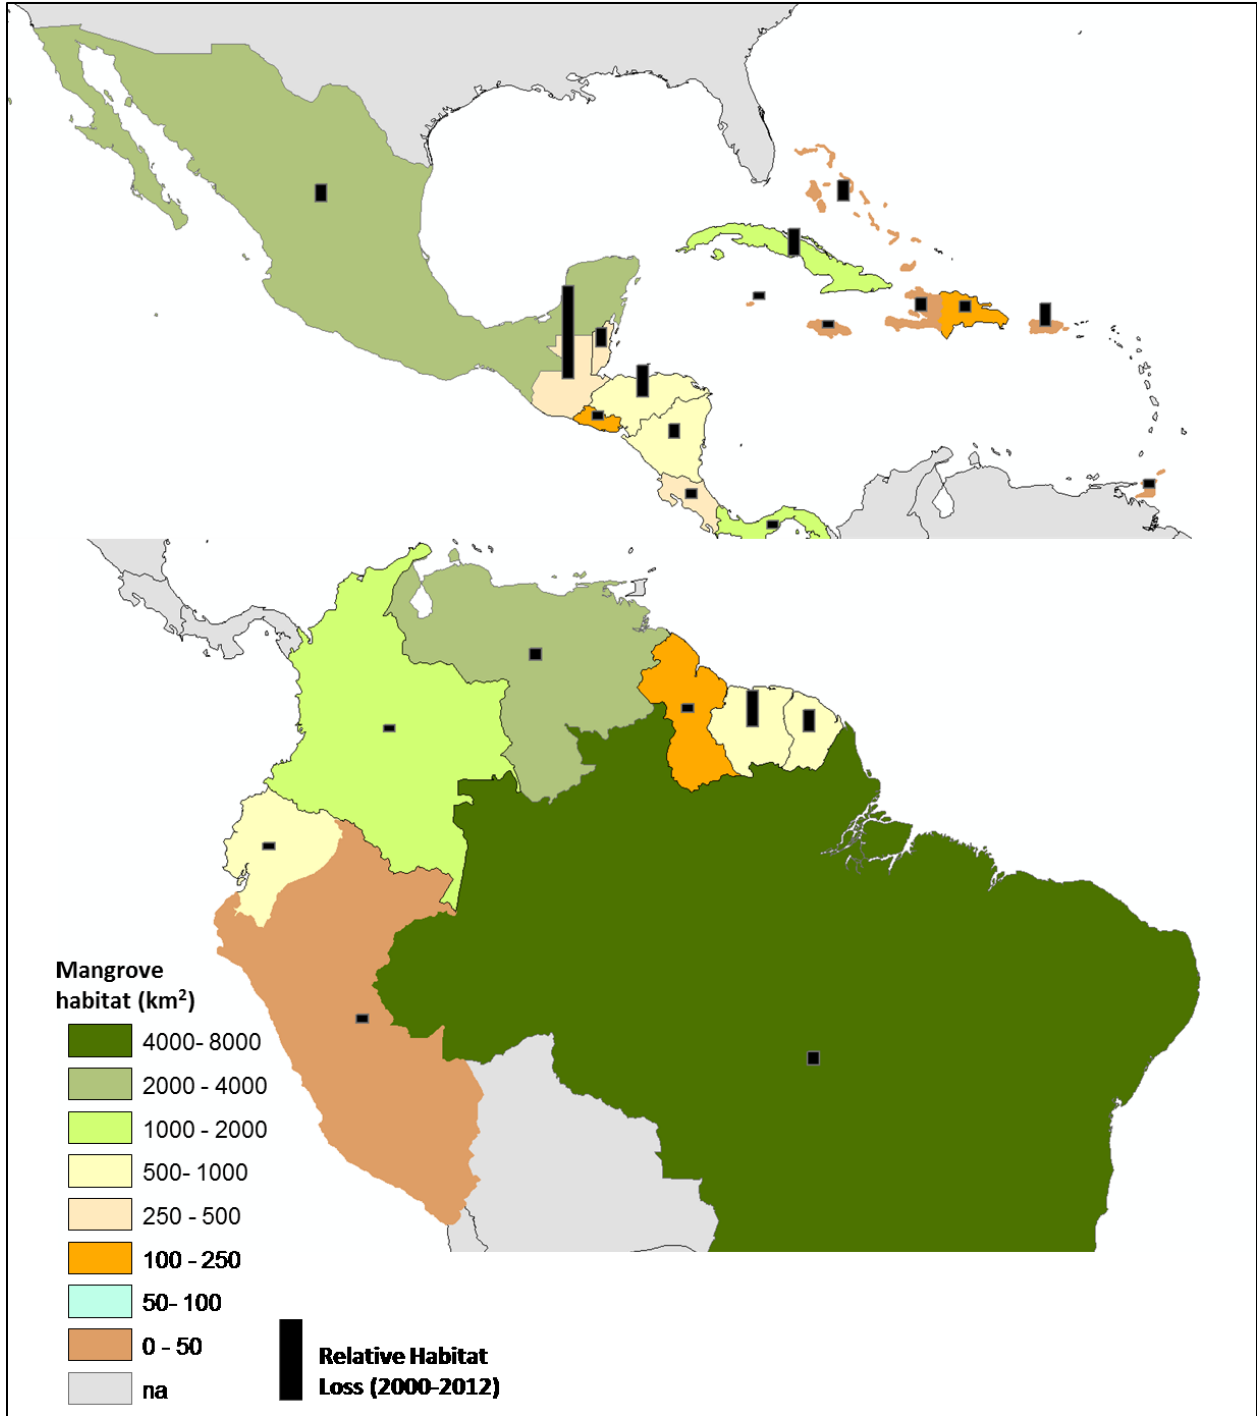 Mangrove
habitat (km²)
4000- 8000
2000 - 4000
1000 - 2000
500- 1000
250 - 500
100 - 250
50- 100
0 - 50
na
Relative Habitat
Loss (2000-2012)